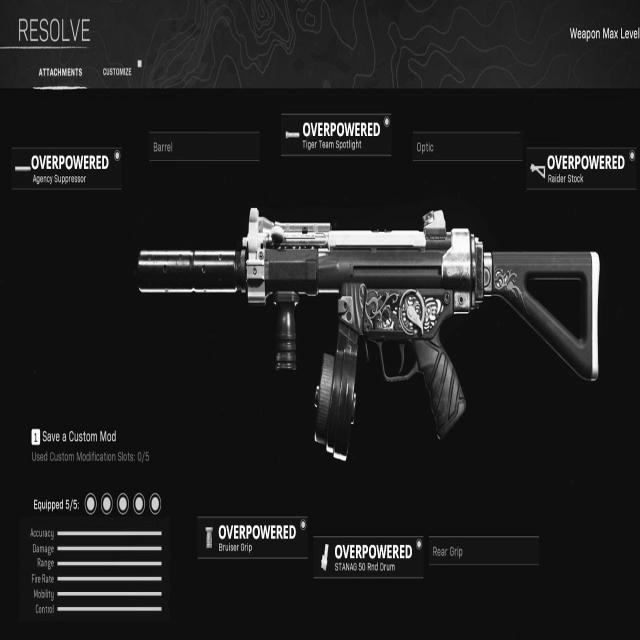 RESOLVE
Weapon Max Level
ATTACHMENTS
CUSTOMIZE
OVERPOWERED
Agency Suppressor
Barrel
OVERPOWERED
Tiger Team Spotlight
Optic
OVERPOWERED
Raider Stock
1 Save a Custom Mod
Used Custom Modification Slots: 0/5
Equipped 5/5:
Accuracy
Damage
Range
Fire Rate
Mobility
Control
OVERPOWERED
Bruiser Grip
OVERPOWERED
STANAG 50 Rnd Drum
Rear Grip